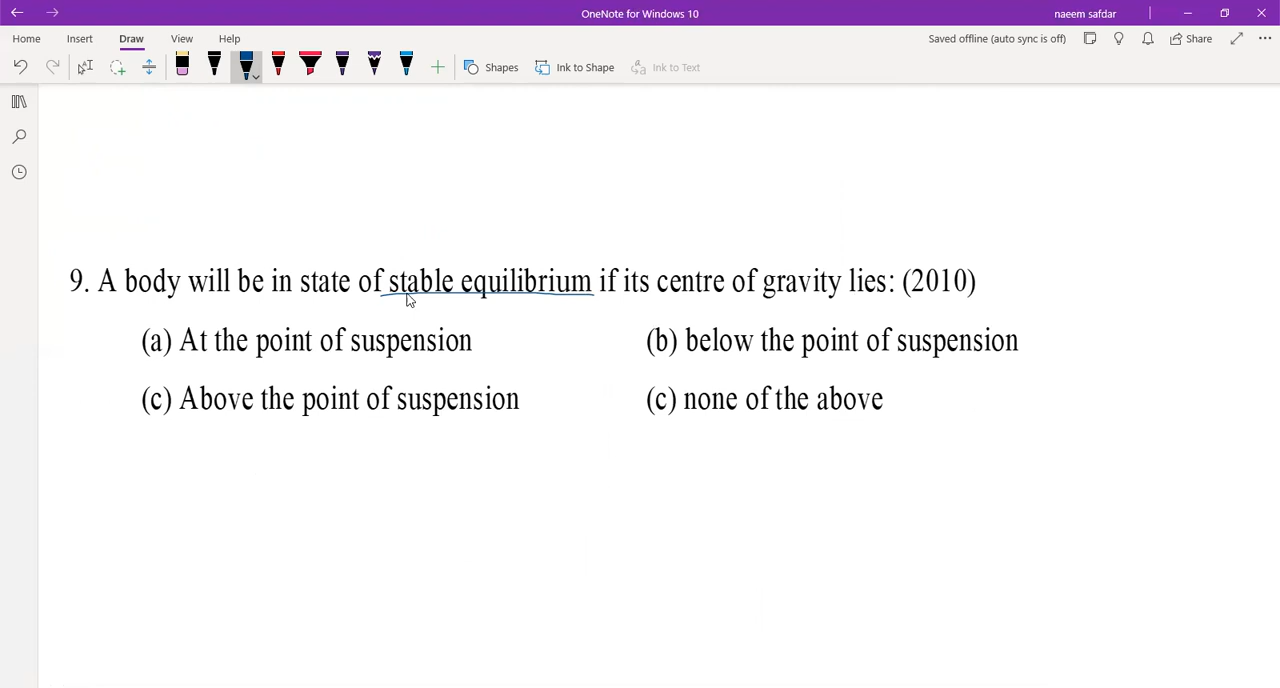 OneNote for Windows 10
naeem safdar
Home Insert Draw View Help
Saved offline (auto sync is off) Share
Shapes Ink to Shape Ink to Text
9. A body will be in state of stable equilibrium if its centre of gravity lies: (2010)
(a) At the point of suspension (b) below the point of suspension
(c) Above the point of suspension (c) none of the above